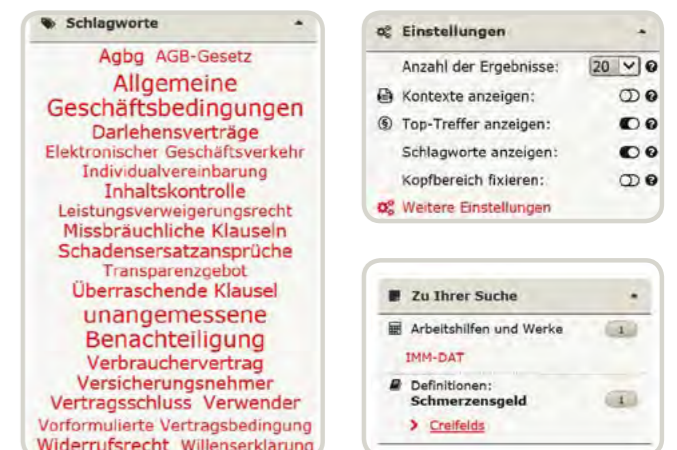 Schlagworte
Agbg AGB-Gesetz
Allgemeine
Geschäftsbedingungen
Darlehensverträge
Elektronischer Geschäftsverkehr
Individualvereinbarung
Inhaltskontrolle
Leistungsverweigerungsrecht
Missbräuchliche Klauseln
Schadensersatzansprüche
Transparenzgebot
Überraschende Klausel
unangemessene
Benachteiligung
Verbrauchervertrag
Versicherungsnehmer
Vertragsschluss Verwender
Vorformulierte Vertragsbedingung
Widerrufsrecht Willenserklärung
Einstellungen
Anzahl der Ergebnisse: 20
Kontexte anzeigen:
Top-Treffer anzeigen:
Schlagworte anzeigen:
Kopfbereich fixieren:
Weitere Einstellungen
Zu Ihrer Suche
Arbeitshilfen und Werke 1
IMM-DAT
Definitionen:
Schmerzensgeld 1
Creifelds